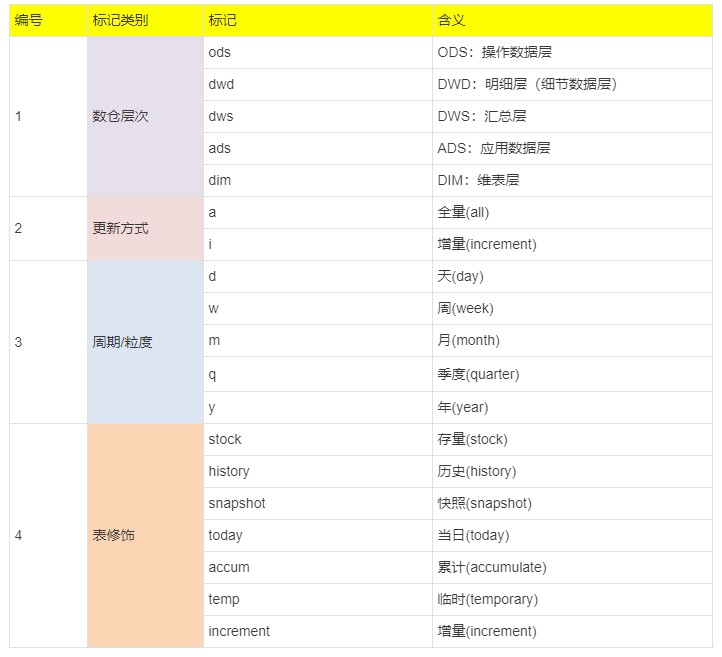 编号 标记类别 标记 含义
1 数仓层次 ods ODS：操作数据层
dwd DWD：明细层（细节数据层）
dws DWS：汇总层
ads ADS：应用数据层
dim DIM：维表层
2 更新方式 a 全量(all)
i 增量(increment)
3 周期/粒度 d 天(day)
w 周(week)
m 月(month)
q 季度(quarter)
y 年(year)
4 表修饰 stock 存量(stock)
history 历史(history)
snapshot 快照(snapshot)
today 当日(today)
accum 累计(accumulate)
temp 临时(temporary)
increment 增量(increment)